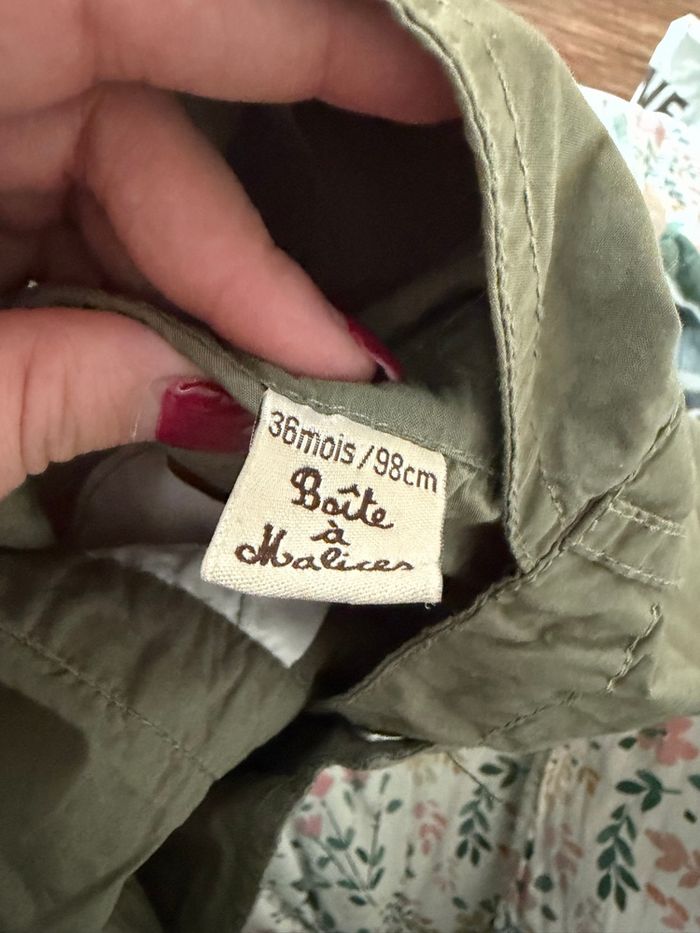 36mois/98cm
Boîte
à
Malices